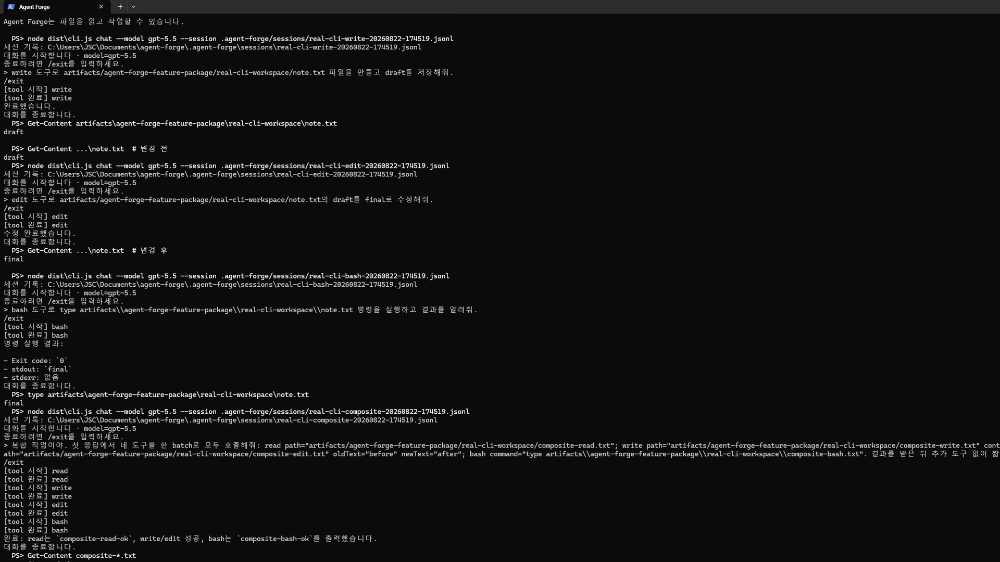 Agent Forge
Agent Forge는 파일을 읽고 작업할 수 있습니다.
PS> node dist\cli.js chat --model gpt-5.5 --session .agent-forge/sessions/real-cli-write-20260822-174519.jsonl
세션 기록: C:\Users\JSC\Documents\agent-forge\.agent-forge\sessions\real-cli-write-20260822-174519.jsonl
대화를 시작합니다 · model=gpt-5.5
종료하려면 /exit를 입력하세요.
> write 도구로 artifacts/agent-forge-feature-package/real-cli-workspace/note.txt 파일을 만들고 draft를 저장해줘.
/exit
[tool 시작] write
[tool 완료] write
완료했습니다.
대화를 종료합니다.
PS> Get-Content artifacts\agent-forge-feature-package\real-cli-workspace\note.txt
draft
PS> Get-Content ...\note.txt  # 변경 전
draft
PS> node dist\cli.js chat --model gpt-5.5 --session .agent-forge/sessions/real-cli-edit-20260822-174519.jsonl
세션 기록: C:\Users\JSC\Documents\agent-forge\.agent-forge\sessions\real-cli-edit-20260822-174519.jsonl
대화를 시작합니다 · model=gpt-5.5
종료하려면 /exit를 입력하세요.
> edit 도구로 artifacts/agent-forge-feature-package/real-cli-workspace/note.txt의 draft를 final로 수정해줘.
/exit
[tool 시작] edit
[tool 완료] edit
수정 완료했습니다.
대화를 종료합니다.
PS> Get-Content ...\note.txt  # 변경 후
final
PS> node dist\cli.js chat --model gpt-5.5 --session .agent-forge/sessions/real-cli-bash-20260822-174519.jsonl
세션 기록: C:\Users\JSC\Documents\agent-forge\.agent-forge\sessions\real-cli-bash-20260822-174519.jsonl
대화를 시작합니다 · model=gpt-5.5
종료하려면 /exit를 입력하세요.
> bash 도구로 type artifacts\\agent-forge-feature-package\\real-cli-workspace\\note.txt 명령을 실행하고 결과를 알려줘.
/exit
[tool 시작] bash
[tool 완료] bash
명령 실행 결과:
- Exit code: `0`
- stdout: `final`
- stderr: 없음
대화를 종료합니다.
PS> type artifacts\agent-forge-feature-package\real-cli-workspace\note.txt
final
PS> node dist\cli.js chat --model gpt-5.5 --session .agent-forge/sessions/real-cli-composite-20260822-174519.jsonl
세션 기록: C:\Users\JSC\Documents\agent-forge\.agent-forge\sessions\real-cli-composite-20260822-174519.jsonl
대화를 시작합니다 · model=gpt-5.5
종료하려면 /exit를 입력하세요.
> 복합 작업이야. 첫 응답에서 네 도구를 한 batch로 모두 호출해줘: read path="artifacts/agent-forge-feature-package/real-cli-workspace/composite-read.txt"; write path="artifacts/agent-forge-feature-package/real-cli-workspace/composite-write.txt" cont
ath="artifacts/agent-forge-feature-package/real-cli-workspace/composite-edit.txt" oldText="before" newText="after"; bash command="type artifacts\\agent-forge-feature-package\\real-cli-workspace\\composite-bash.txt". 결과를 받은 뒤 추가 도구 없이 짧
/exit
[tool 시작] read
[tool 완료] read
[tool 시작] write
[tool 완료] write
[tool 시작] edit
[tool 완료] edit
[tool 시작] bash
[tool 완료] bash
완료: read는 `composite-read-ok`, write/edit 성공, bash는 `composite-bash-ok`를 출력했습니다.
대화를 종료합니다.
PS> Get-Content composite-*.txt